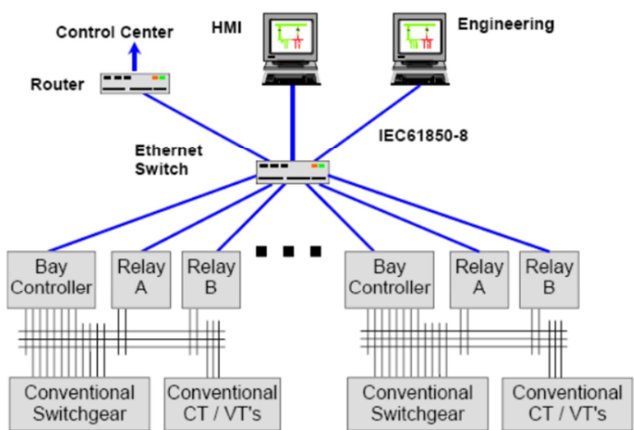 Control Center
HMI
Engineering
Router
IEC61850-8
Ethernet
Switch
Bay
Controller
Relay
A
Relay
B
Bay
Controller
Relay
A
Relay
B
Conventional
Switchgear
Conventional
CT / VT's
Conventional
Switchgear
Conventional
CT / VT's